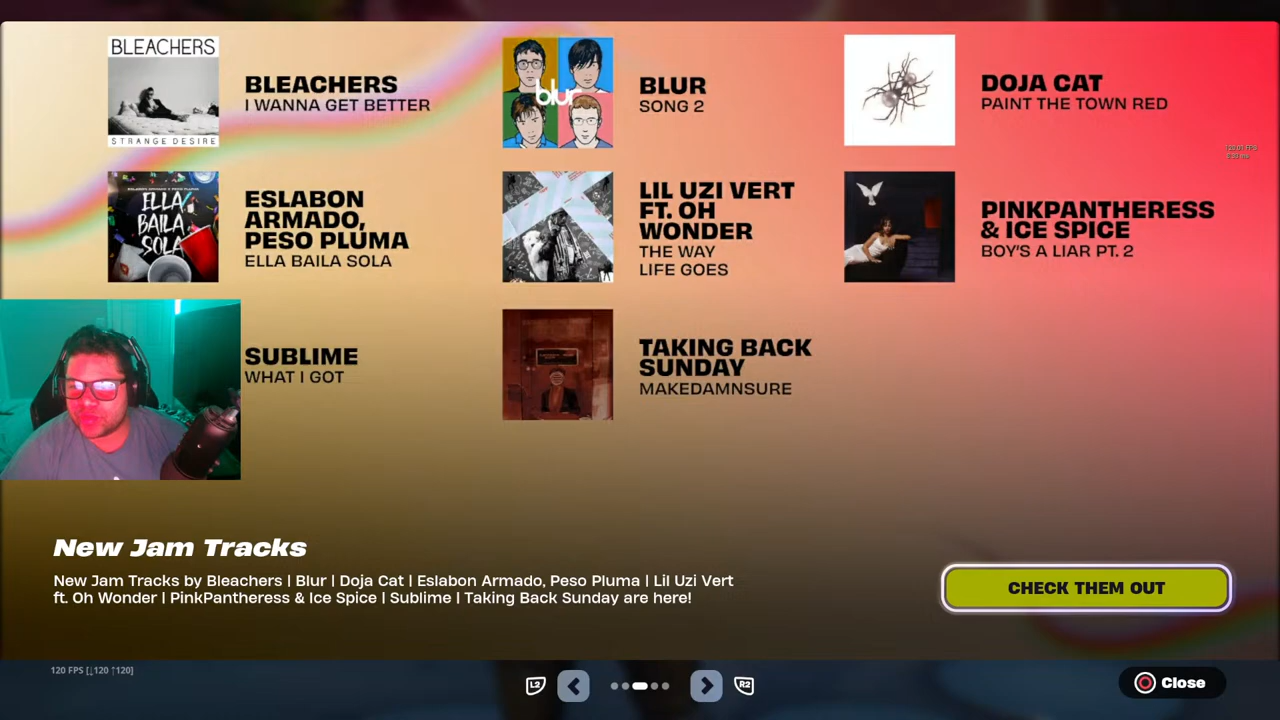 BLEACHERS
STRANGE DESIRE
BLEACHERS
I WANNA GET BETTER
blur
BLUR
SONG 2
DOJA CAT
PAINT THE TOWN RED
ELLA
BAILA
SOLA
ESLABON
ARMADO,
PESO PLUMA
ELLA BAILA SOLA
LIL UZI VERT
FT. OH
WONDER
THE WAY
LIFE GOES
PINKPANTHERESS
& ICE SPICE
BOY'S A LIAR PT. 2
SUBLIME
WHAT I GOT
TAKING BACK
SUNDAY
MAKEDAMNSURE
New Jam Tracks
New Jam Tracks by Bleachers | Blur | Doja Cat | Eslabon Armado, Peso Pluma | Lil Uzi Vert
ft. Oh Wonder | PinkPantheress & Ice Spice | Sublime | Taking Back Sunday are here!
CHECK THEM OUT
120 FPS [↓120 ↑120]
L2
R2
Close